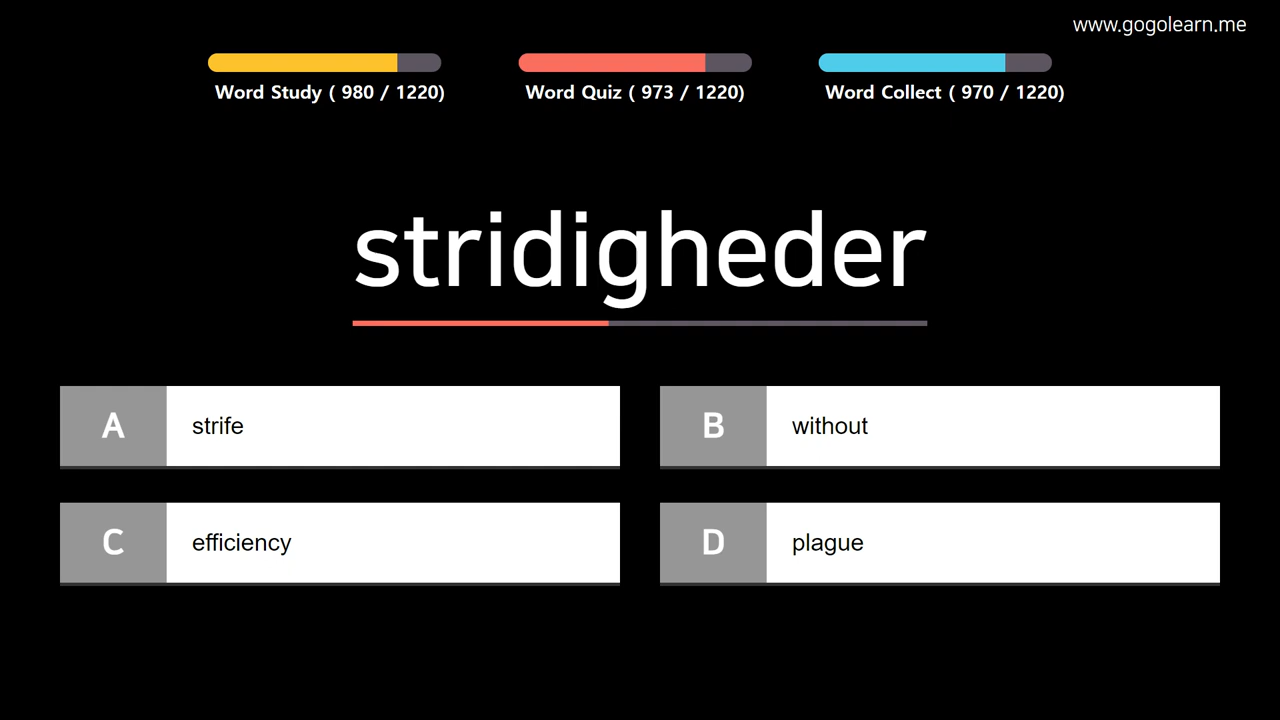 www.gogolearn.me
Word Study ( 980 / 1220)
Word Quiz ( 973 / 1220)
Word Collect ( 970 / 1220)
stridigheder
A strife
B without
C efficiency
D plague